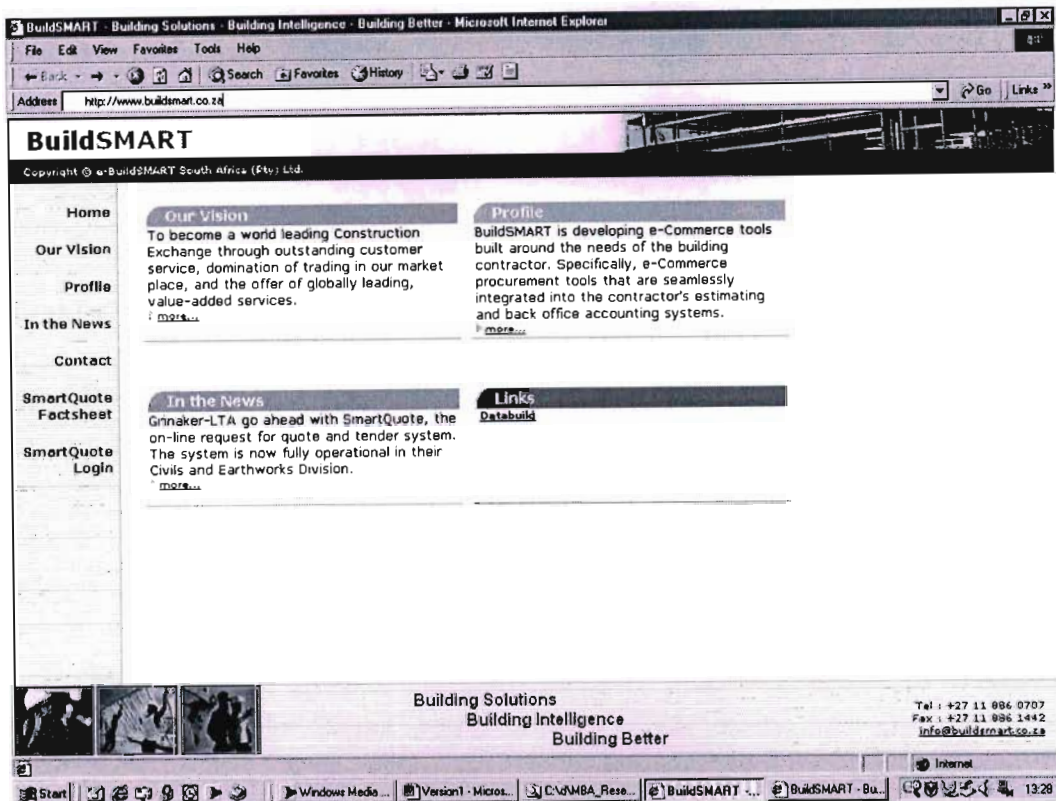 BuildSMART - Building Solutions - Building Intelligence - Building Better - Microsoft Internet Explorer
File Edit View Favorites Tools Help
Back Search Favorites History
Address http://www.buildsmart.co.za Go Links »
BuildSMART
Copyright © e-BuildSMART South Africa (Pty) Ltd.
Home
Our Vision
Profile
In the News
Contact
SmartQuote
Factsheet
SmartQuote
Login
Our Vision
To become a world leading Construction
Exchange through outstanding customer
service, domination of trading in our market
place, and the offer of globally leading,
value-added services.
more...
Profile
BuildSMART is developing e-Commerce tools
built around the needs of the building
contractor. Specifically, e-Commerce
procurement tools that are seamlessly
integrated into the contractor's estimating
and back office accounting systems.
more...
In the News
Grinaker-LTA go ahead with SmartQuote, the
on-line request for quote and tender system.
The system is now fully operational in their
Civils and Earthworks Division.
more...
Links
Databuild
Building Solutions
Building Intelligence
Building Better
Tel : +27 11 886 0707
Fax : +27 11 886 1442
info@buildsmart.co.za
Internet
Start Windows Media ... Version1 - Micros... C:\d\MBA_Rese... BuildSMART -... BuildSMART - Bu... 13:28